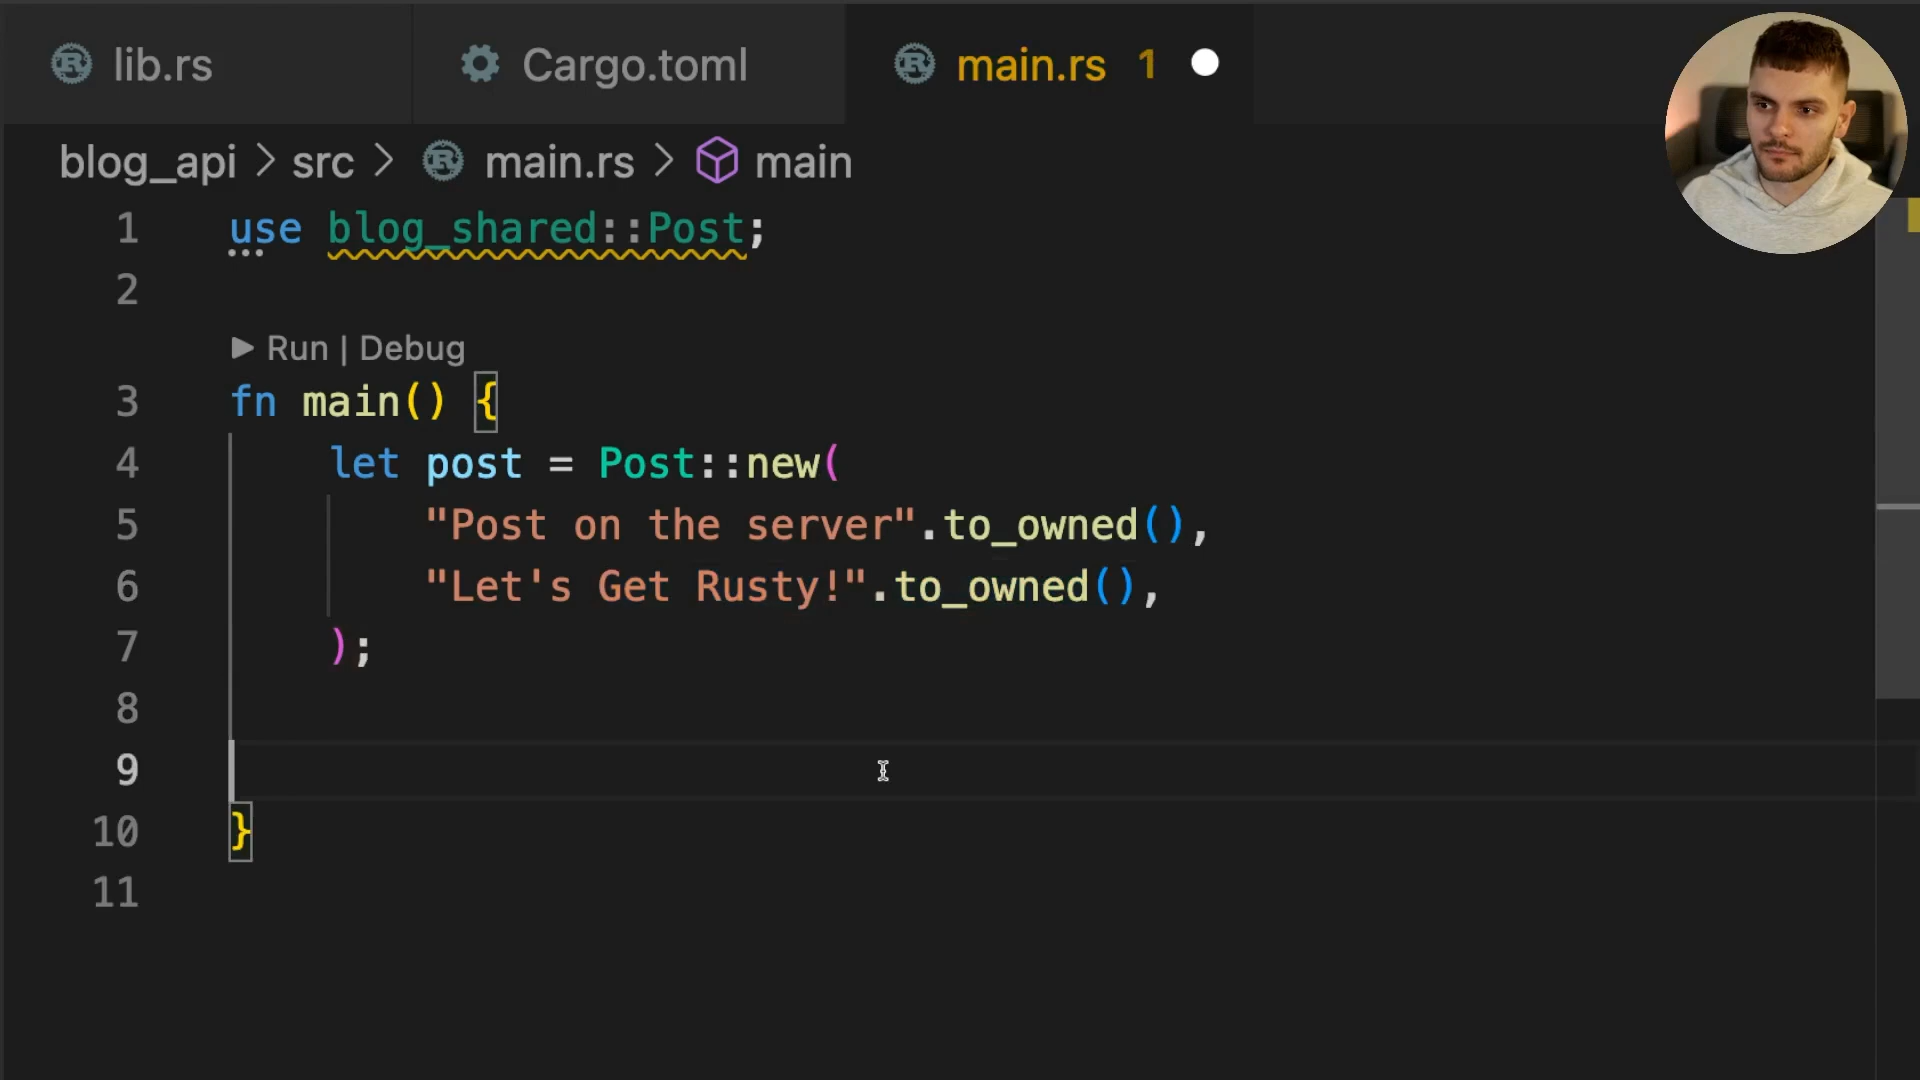 lib.rs
Cargo.toml
main.rs 1
blog_api > src > main.rs > main
1 use blog_shared::Post;
2
Run | Debug
3 fn main() {
4 let post = Post::new(
5 "Post on the server".to_owned(),
6 "Let's Get Rusty!".to_owned(),
7 );
8
9
10 }
11